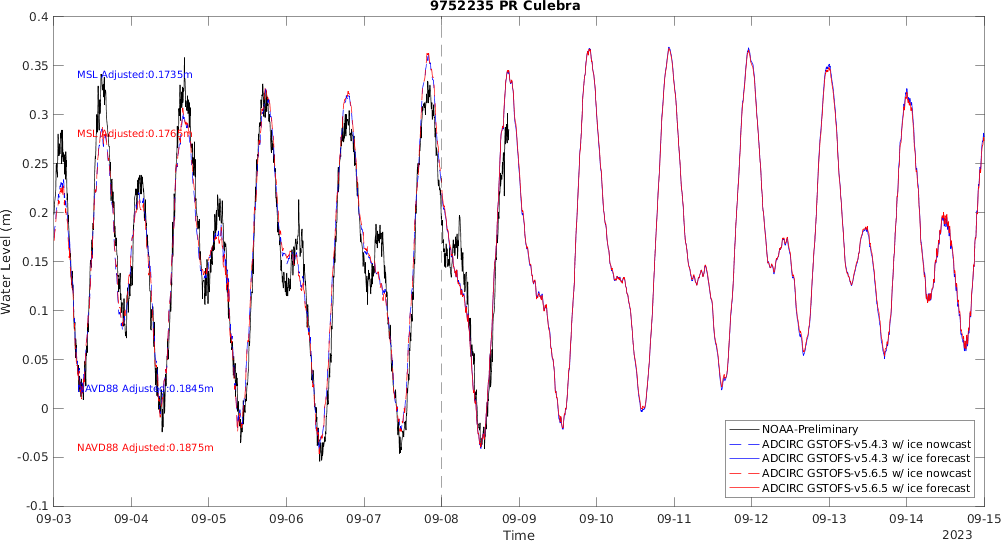 9752235 PR Culebra
0.4
0.35
0.3
0.25
0.2
0.15
0.1
0.05
0
-0.05
-0.1
Water Level (m)
MSL Adjusted:0.1735m
MSL Adjusted:0.1765m
NAVD88 Adjusted:0.1845m
NAVD88 Adjusted:0.1875m
NOAA-Preliminary
ADCIRC GSTOFS-v5.4.3 w/ ice nowcast
ADCIRC GSTOFS-v5.4.3 w/ ice forecast
ADCIRC GSTOFS-v5.6.5 w/ ice nowcast
ADCIRC GSTOFS-v5.6.5 w/ ice forecast
09-03 09-04 09-05 09-06 09-07 09-08 09-09 09-10 09-11 09-12 09-13 09-14 09-15
Time
2023